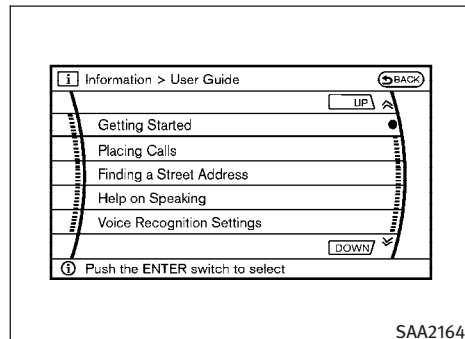 i Information > User Guide BACK
UP
Getting Started
Placing Calls
Finding a Street Address
Help on Speaking
Voice Recognition Settings
DOWN
i Push the ENTER switch to select
SAA2164